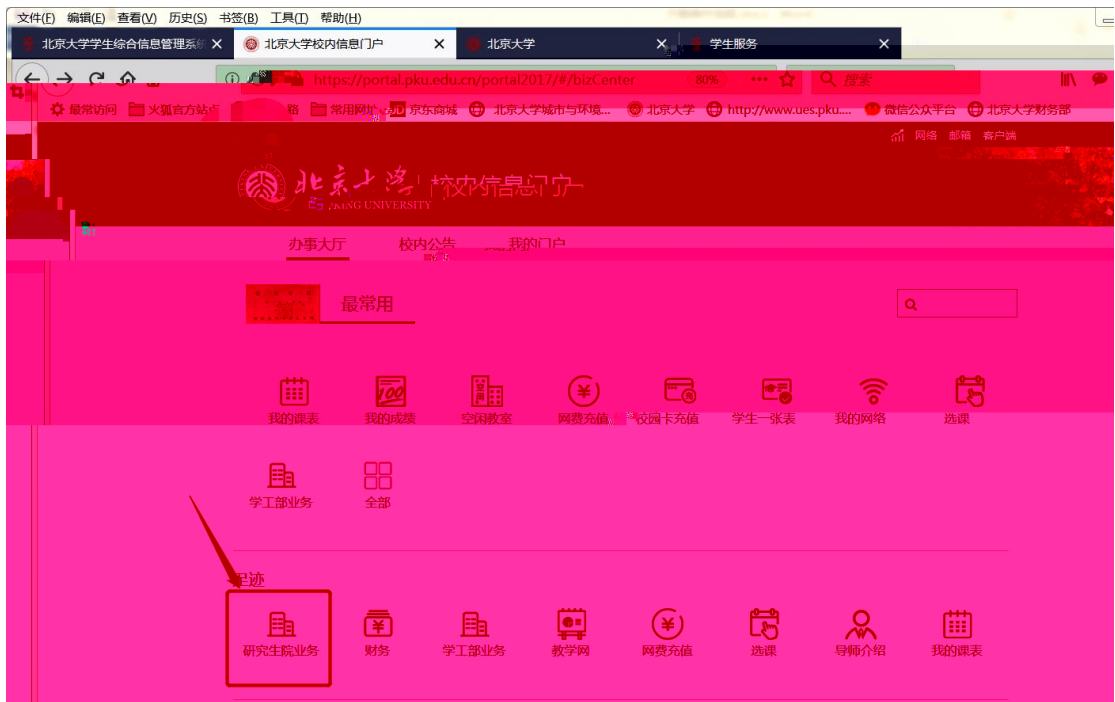 文件(F) 编辑(E) 查看(V) 历史(S) 书签(B) 工具(T) 帮助(H)
北京大学学生综合信息管理系统 北京大学校内信息门户 北京大学 学生服务
https://portal.pku.edu.cn/portal2017/#/bizCenter 80% 搜索
最常访问 火狐官方站点 常用网址 JD 京东商城 北京大学城市与环境... 北京大学 http://www.ues.pku.... 微信公众平台 北京大学财务部
网络 邮箱 客户端
北京大学 校内信息门户
PEKING UNIVERSITY
办事大厅 校内公告 我的门户
最常用
我的课表 我的成绩 空闲教室 网费充值 校园卡充值 学生一张表 我的网络 选课
学工部业务 全部
足迹
研究生院业务 财务 学工部业务 教学网 网费充值 选课 导师介绍 我的课表